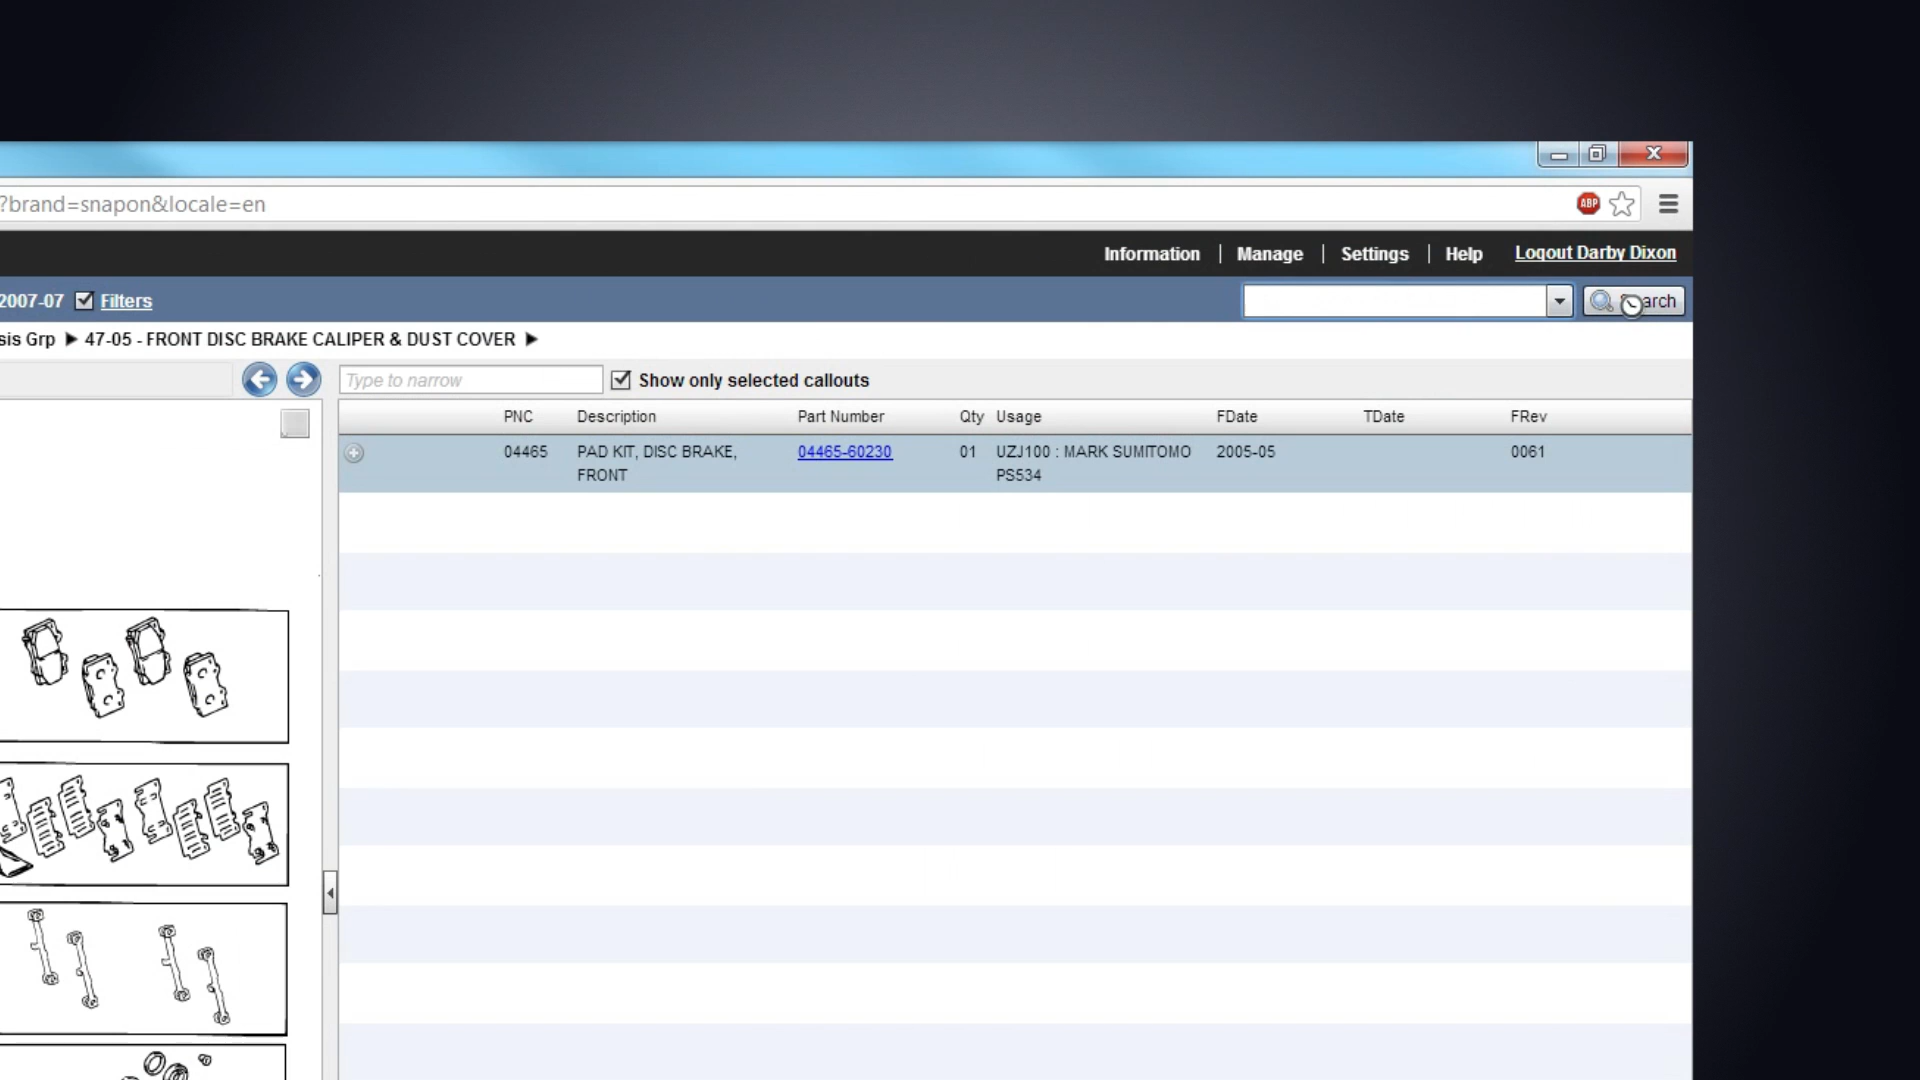 ?brand=snapon&locale=en
ABP
Information | Manage | Settings | Help Logout Darby Dixon
2007-07 Filters
sis Grp ▶ 47-05 - FRONT DISC BRAKE CALIPER & DUST COVER ▶
Type to narrow Show only selected callouts
PNC Description Part Number Qty Usage FDate TDate FRev
04465 PAD KIT, DISC BRAKE, 04465-60230 01 UZJ100 : MARK SUMITOMO 2005-05 0061
FRONT PS534